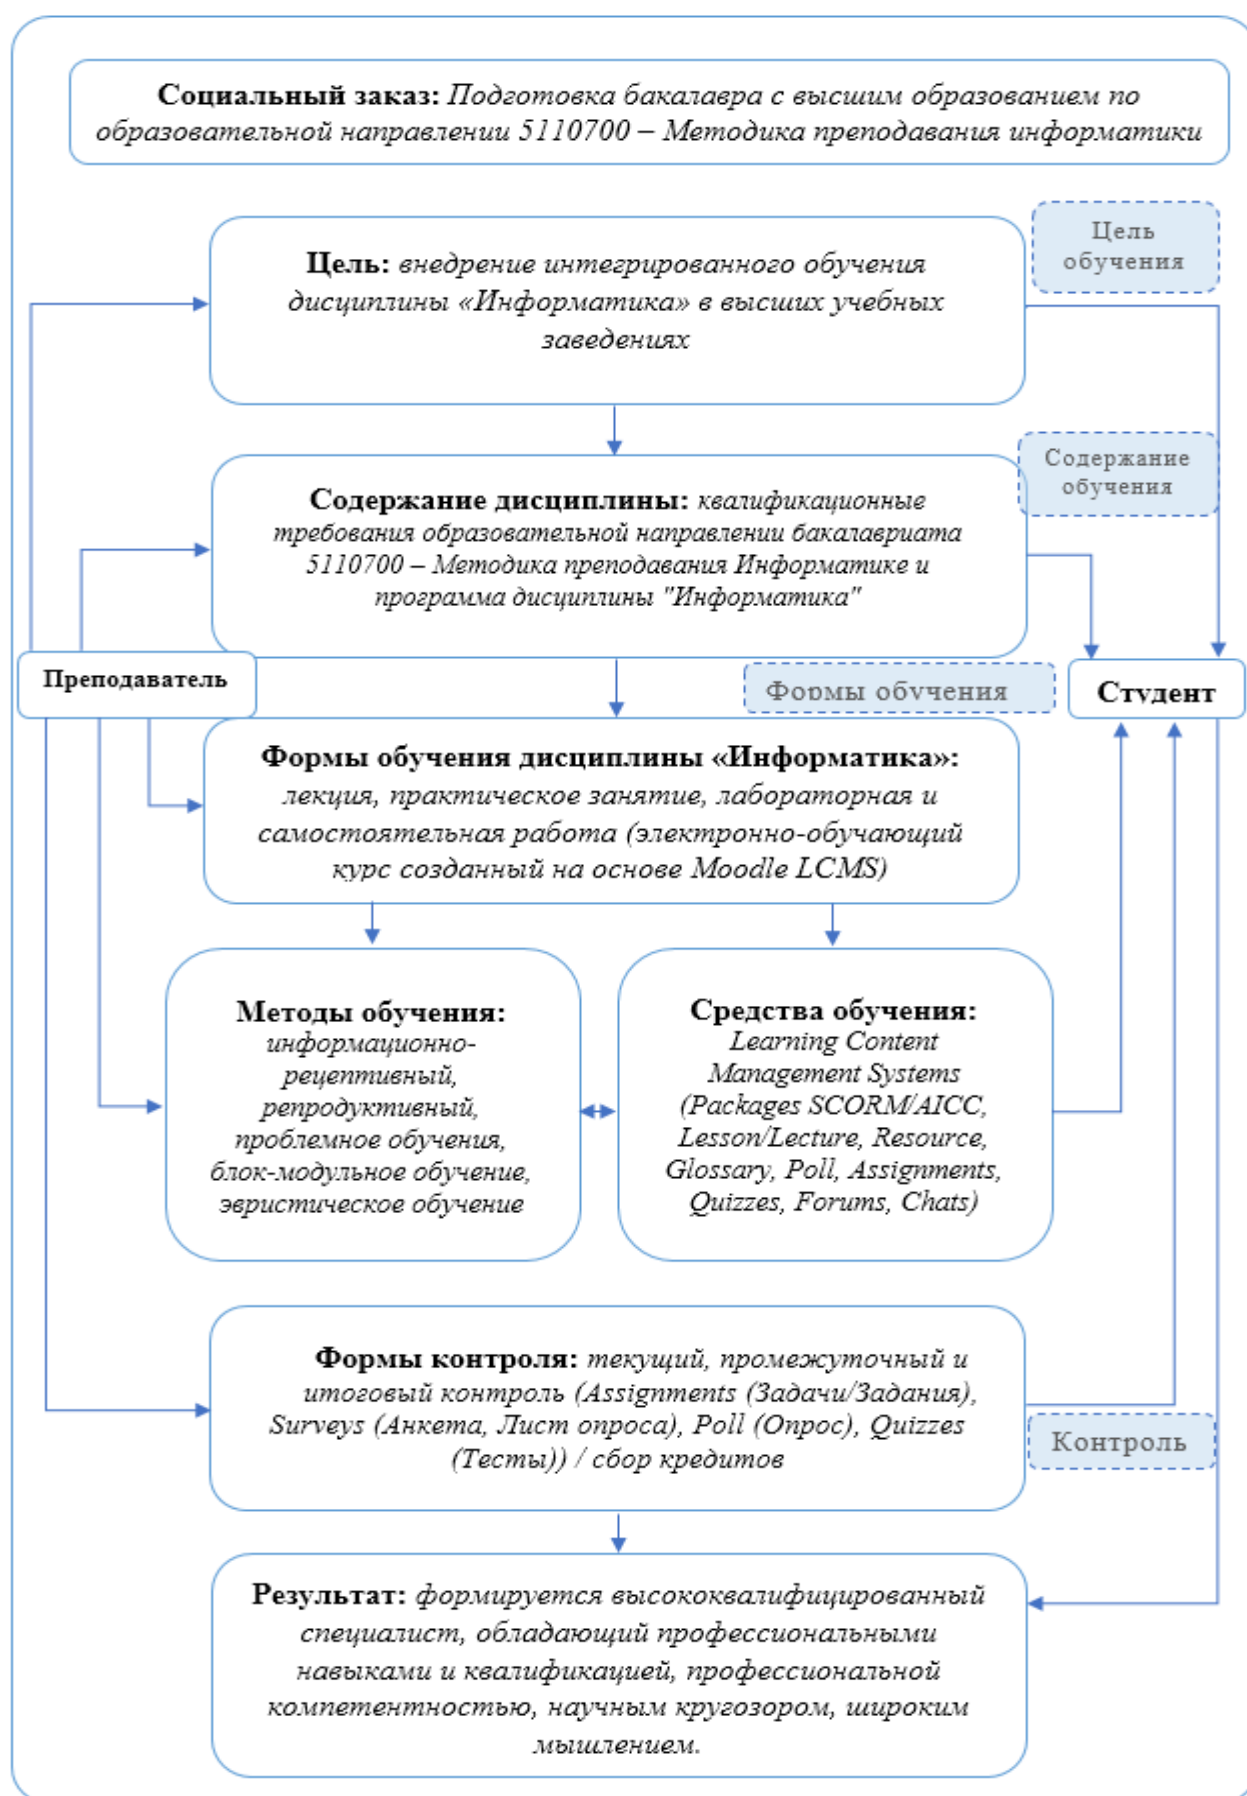 Социальный заказ: Подготовка бакалавра с высшим образованием по
образовательной направлении 5110700 – Методика преподавания информатики
Цель
обучения
Цель: внедрение интегрированного обучения
дисциплины «Информатика» в высших учебных
заведениях
Содержание
обучения
Содержание дисциплины: квалификационные
требования образовательной направлении бакалавриата
5110700 – Методика преподавания Информатике и
программа дисциплины "Информатика"
Преподаватель
Формы обучения
Студент
Формы обучения дисциплины «Информатика»:
лекция, практическое занятие, лабораторная и
самостоятельная работа (электронно-обучающий
курс созданный на основе Moodle LCMS)
Методы обучения:
информационно-
рецептивный,
репродуктивный,
проблемное обучения,
блок-модульное обучение,
эвристическое обучение
Средства обучения:
Learning Content
Management Systems
(Packages SCORM/AICC,
Lesson/Lecture, Resource,
Glossary, Poll, Assignments,
Quizzes, Forums, Chats)
Формы контроля: текущий, промежуточный и
итоговый контроль (Assignments (Задачи/Задания),
Surveys (Анкета, Лист опроса), Poll (Опрос), Quizzes
(Тесты)) / сбор кредитов
Контроль
Результат: формируется высококвалифицированный
специалист, обладающий профессиональными
навыками и квалификацией, профессиональной
компетентностью, научным кругозором, широким
мышлением.